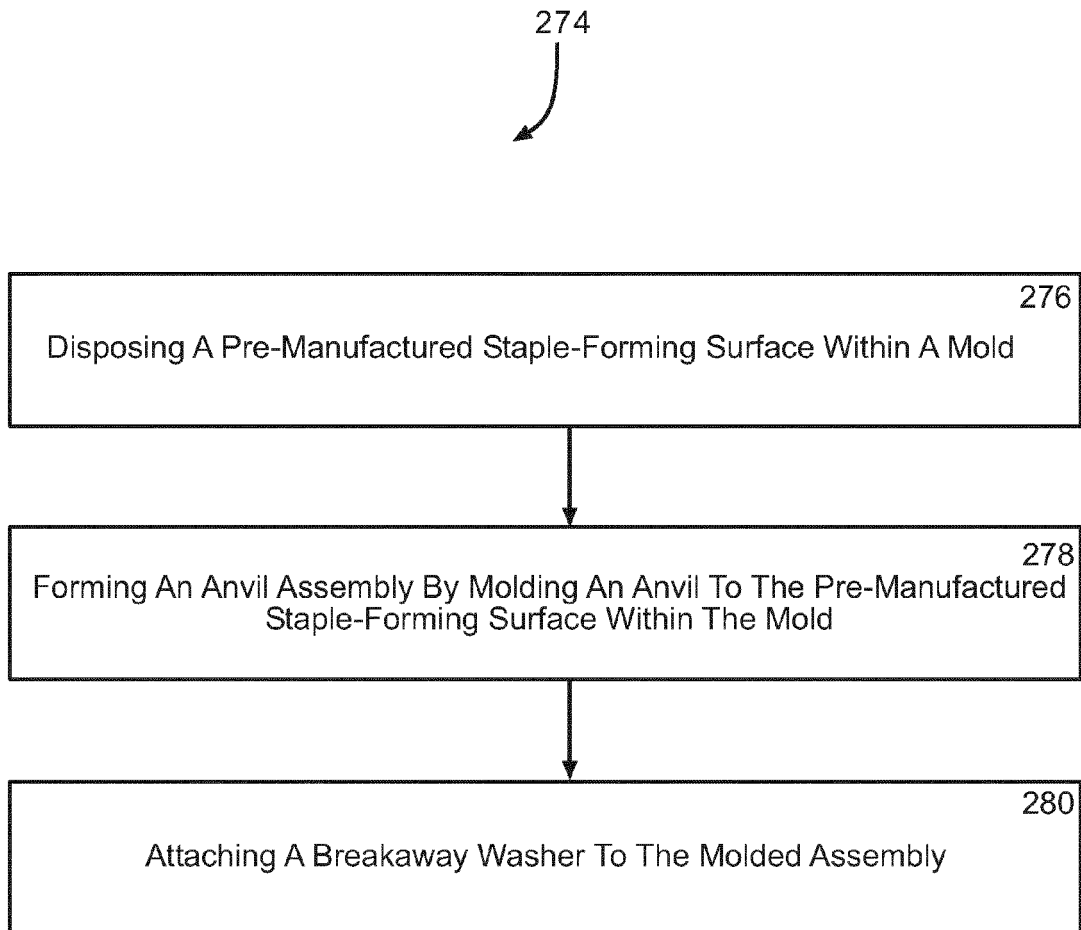 274
276
Disposing A Pre-Manufactured Staple-Forming Surface Within A Mold
278
Forming An Anvil Assembly By Molding An Anvil To The Pre-Manufactured
Staple-Forming Surface Within The Mold
280
Attaching A Breakaway Washer To The Molded Assembly